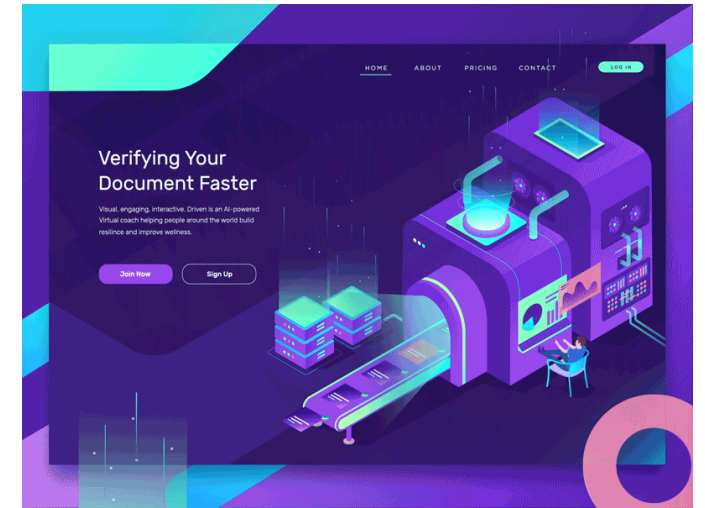 HOME ABOUT PRICING CONTACT LOG IN
Verifying Your
Document Faster
Visual, engaging, interactive. Driven is an AI-powered
Virtual coach helping people around the world build
resilince and improve wellness.
Join Now Sign Up